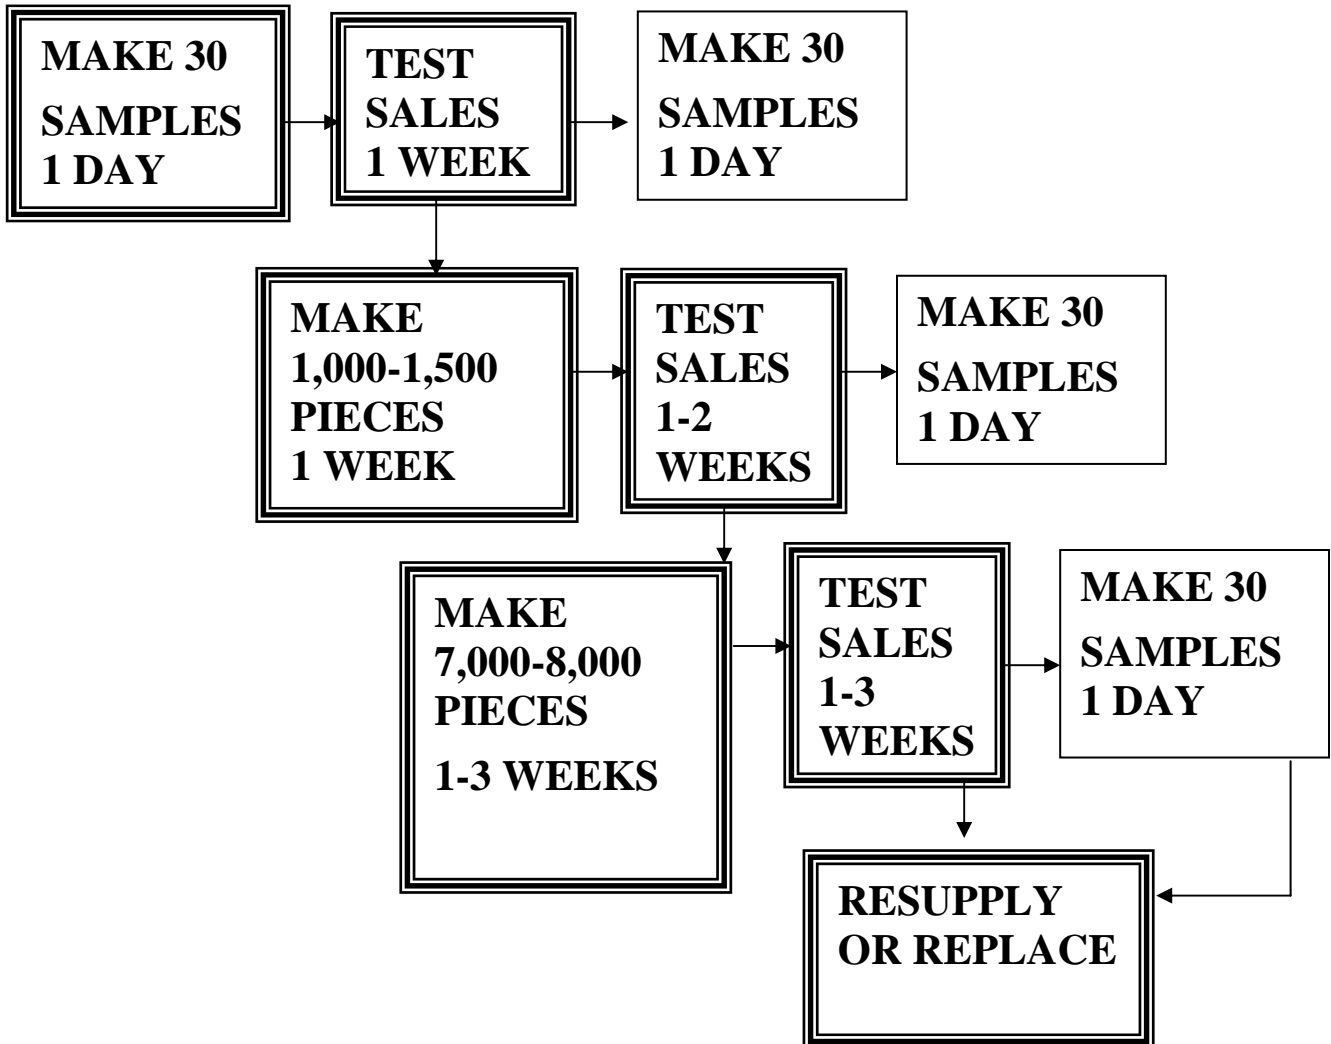 MAKE 30
SAMPLES
1 DAY
TEST
SALES
1 WEEK
MAKE 30
SAMPLES
1 DAY
MAKE
1,000-1,500
PIECES
1 WEEK
TEST
SALES
1-2
WEEKS
MAKE 30
SAMPLES
1 DAY
MAKE
7,000-8,000
PIECES
1-3 WEEKS
TEST
SALES
1-3
WEEKS
MAKE 30
SAMPLES
1 DAY
RESUPPLY
OR REPLACE